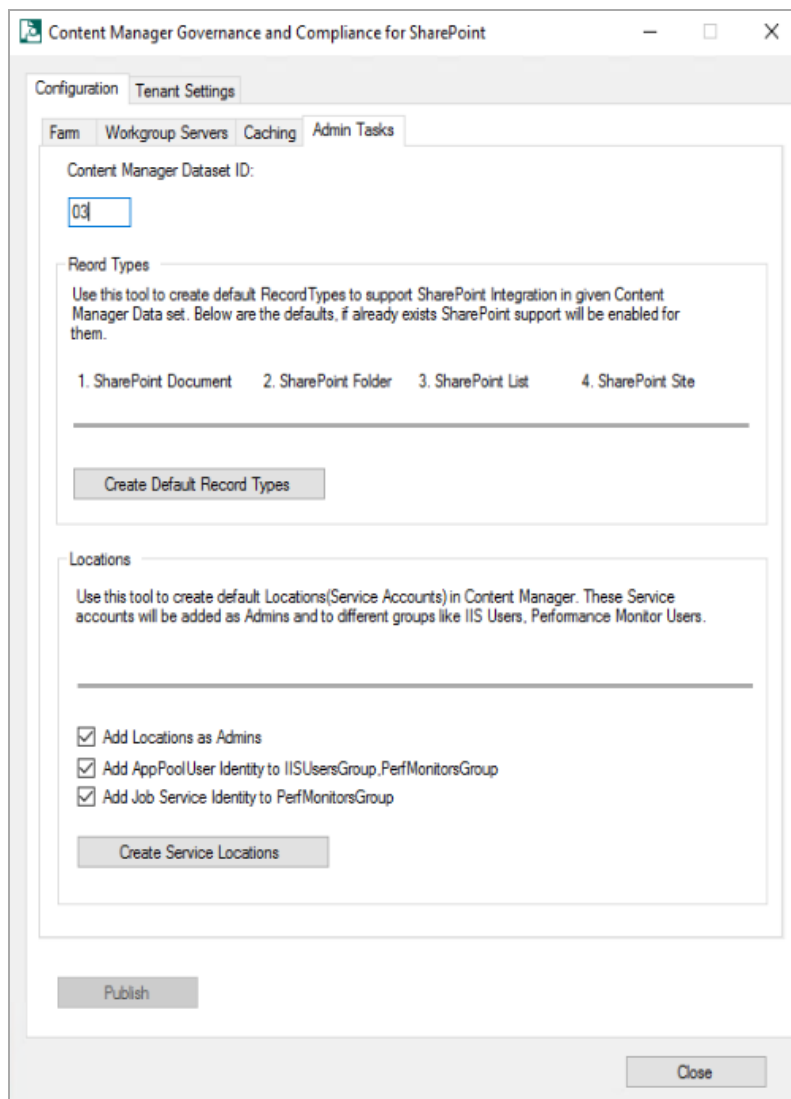 Content Manager Governance and Compliance for SharePoint
Configuration
Tenant Settings
Farm
Workgroup Servers
Caching
Admin Tasks
Content Manager Dataset ID:
03
Reord Types
Use this tool to create default RecordTypes to support SharePoint Integration in given Content
Manager Data set. Below are the defaults, if already exists SharePoint support will be enabled for
them.
1. SharePoint Document 2. SharePoint Folder 3. SharePoint List 4. SharePoint Site
Create Default Record Types
Locations
Use this tool to create default Locations(Service Accounts) in Content Manager. These Service
accounts will be added as Admins and to different groups like IIS Users, Performance Monitor Users.
Add Locations as Admins
Add AppPoolUser Identity to IISUsersGroup,PerfMonitorsGroup
Add Job Service Identity to PerfMonitorsGroup
Create Service Locations
Publish
Close